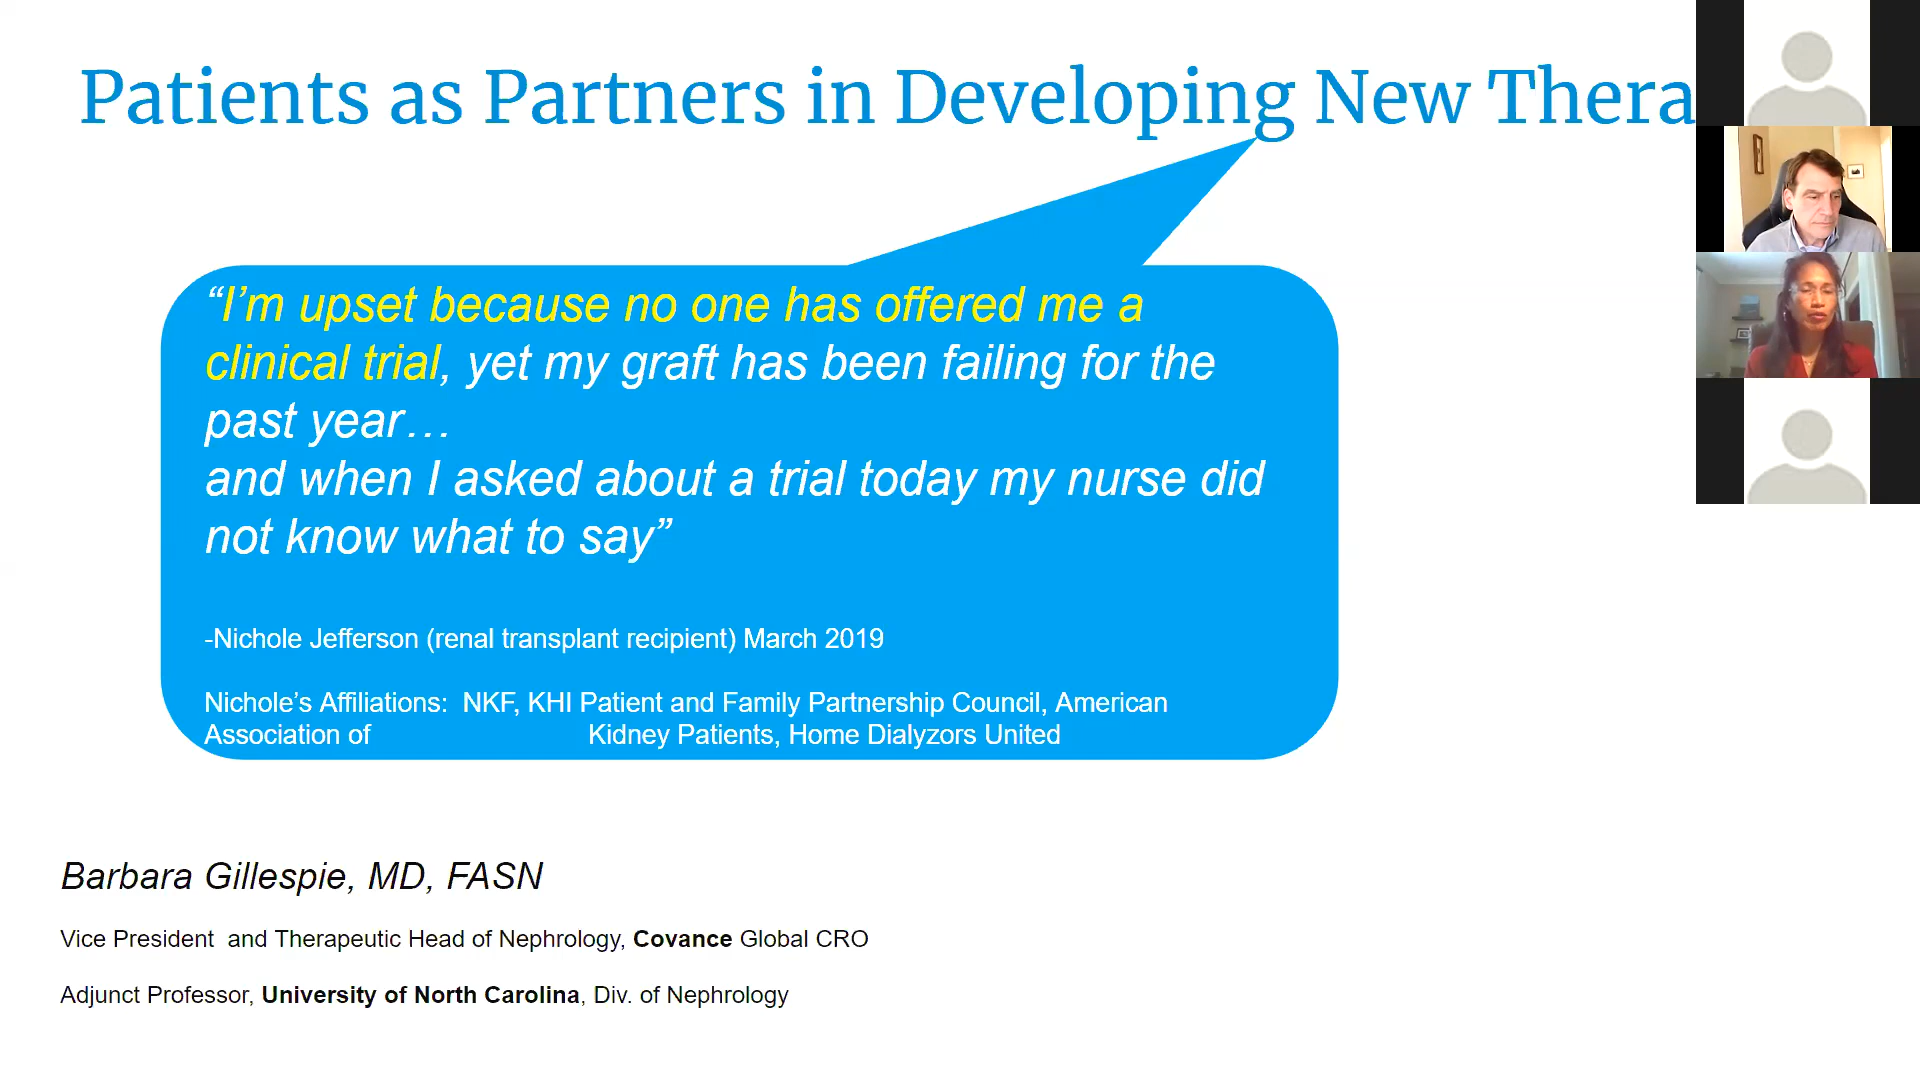 Patients as Partners in Developing New Thera
“I’m upset because no one has offered me a
clinical trial, yet my graft has been failing for the
past year…
and when I asked about a trial today my nurse did
not know what to say”
-Nichole Jefferson (renal transplant recipient) March 2019
Nichole’s Affiliations:  NKF, KHI Patient and Family Partnership Council, American
Association of Kidney Patients, Home Dialyzors United
Barbara Gillespie, MD, FASN
Vice President  and Therapeutic Head of Nephrology, Covance Global CRO
Adjunct Professor, University of North Carolina, Div. of Nephrology